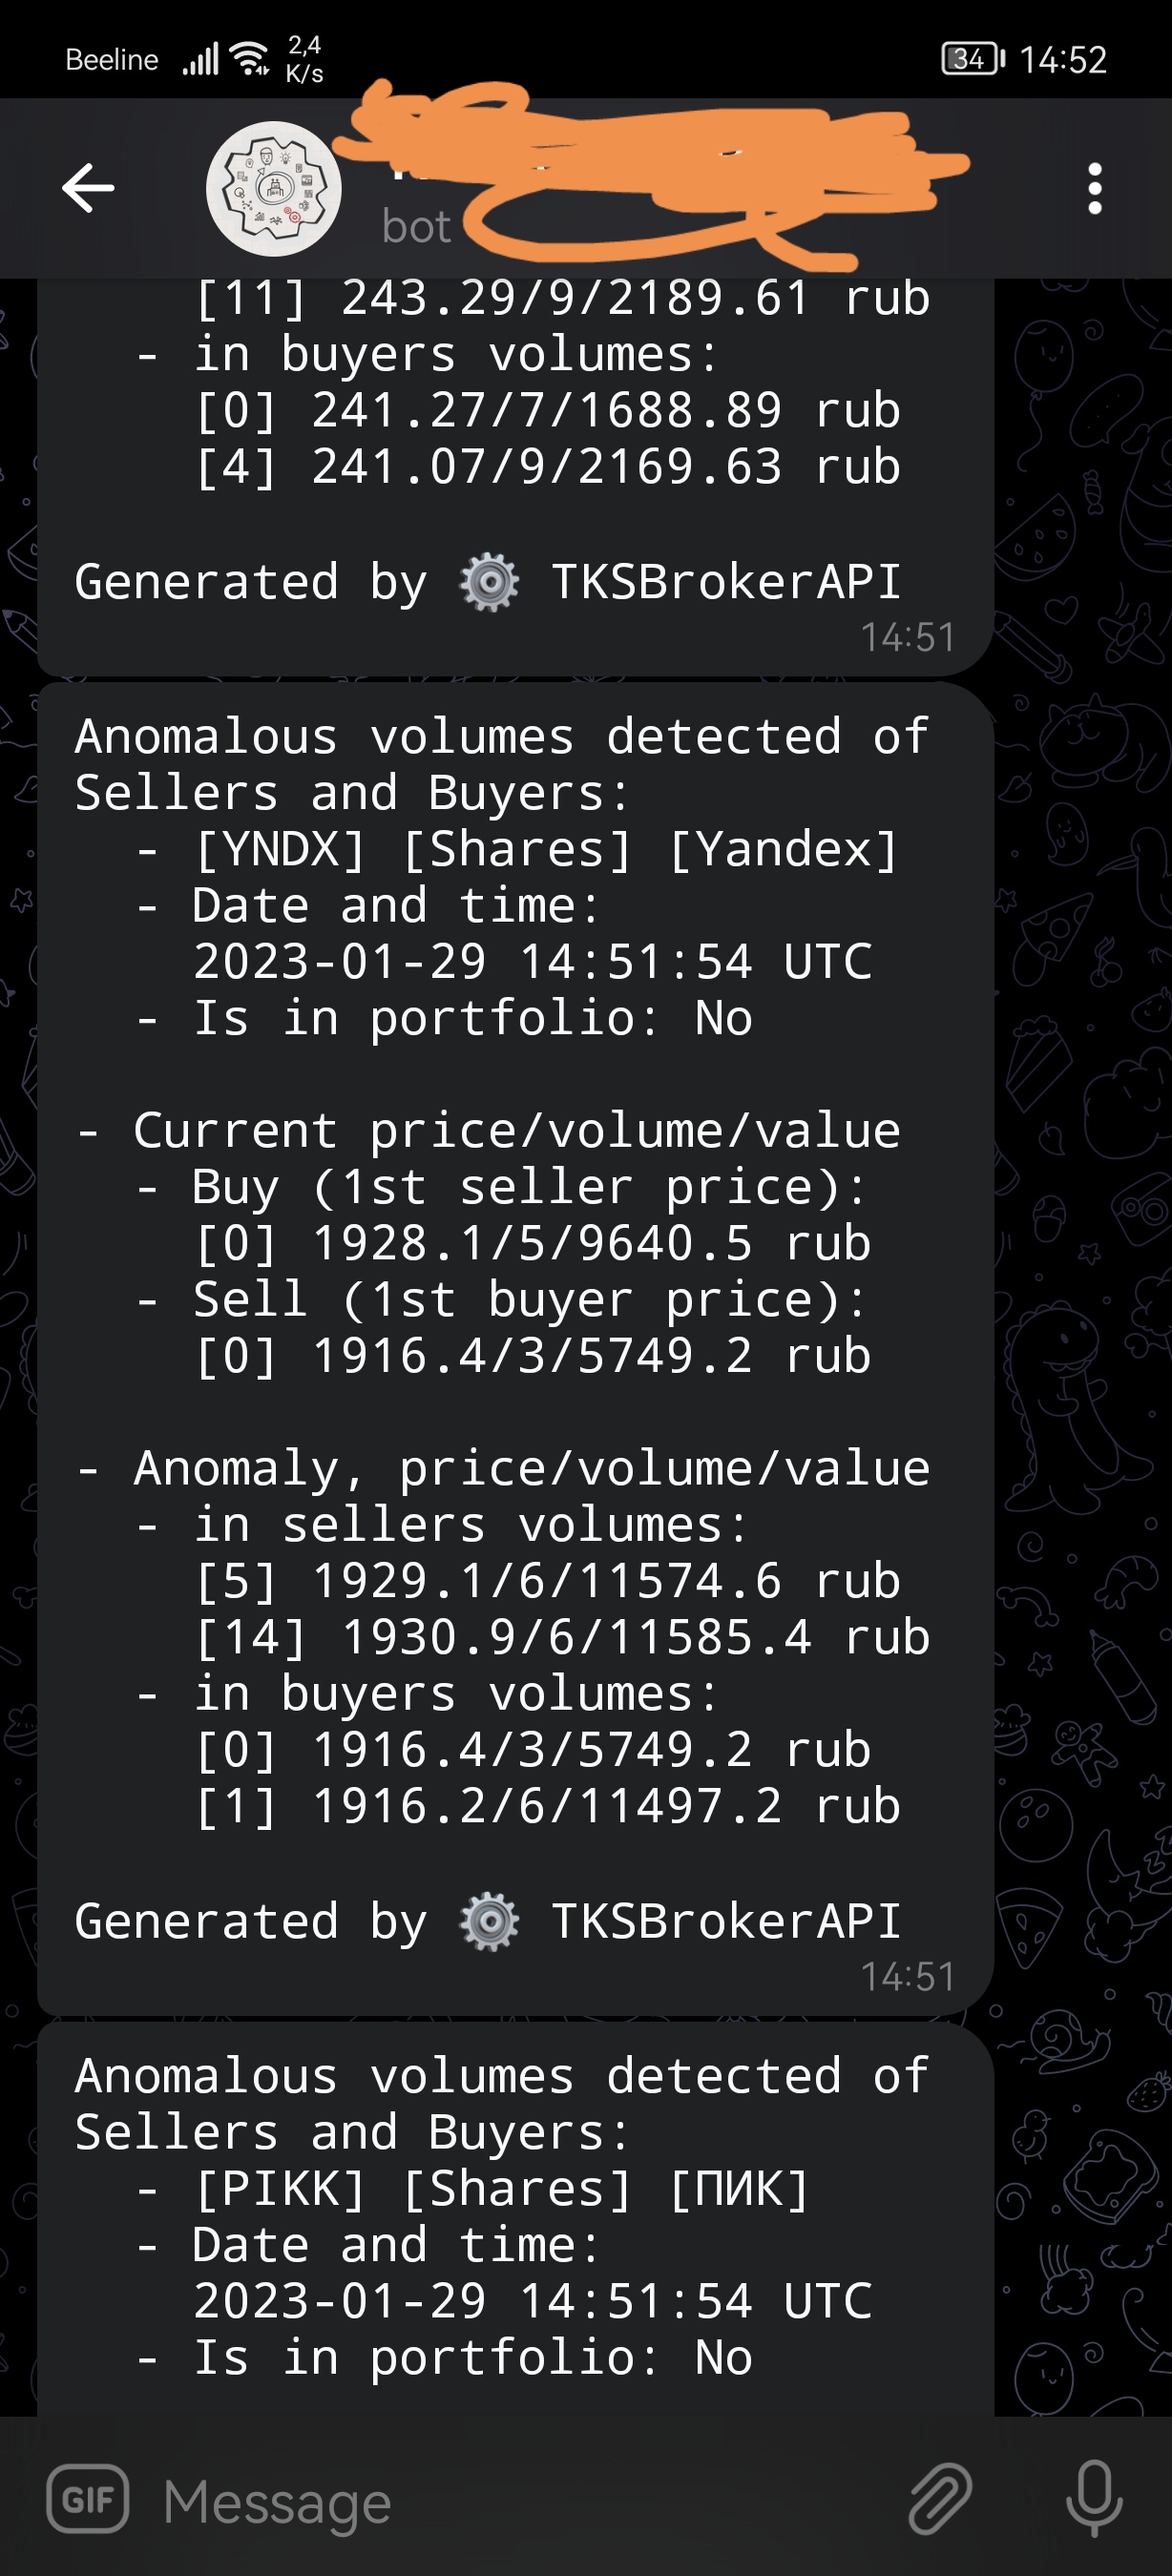 Beeline
2,4
K/s
34
14:52
bot
[11] 243.29/9/2189.61 rub
- in buyers volumes:
[0] 241.27/7/1688.89 rub
[4] 241.07/9/2169.63 rub
Generated by ⚙ TKSBrokerAPI
14:51
Anomalous volumes detected of
Sellers and Buyers:
- [YNDX] [Shares] [Yandex]
- Date and time:
2023-01-29 14:51:54 UTC
- Is in portfolio: No
- Current price/volume/value
- Buy (1st seller price):
[0] 1928.1/5/9640.5 rub
- Sell (1st buyer price):
[0] 1916.4/3/5749.2 rub
- Anomaly, price/volume/value
- in sellers volumes:
[5] 1929.1/6/11574.6 rub
[14] 1930.9/6/11585.4 rub
- in buyers volumes:
[0] 1916.4/3/5749.2 rub
[1] 1916.2/6/11497.2 rub
Generated by ⚙ TKSBrokerAPI
14:51
Anomalous volumes detected of
Sellers and Buyers:
- [PIKK] [Shares] [ПИК]
- Date and time:
2023-01-29 14:51:54 UTC
- Is in portfolio: No
GIF
Message